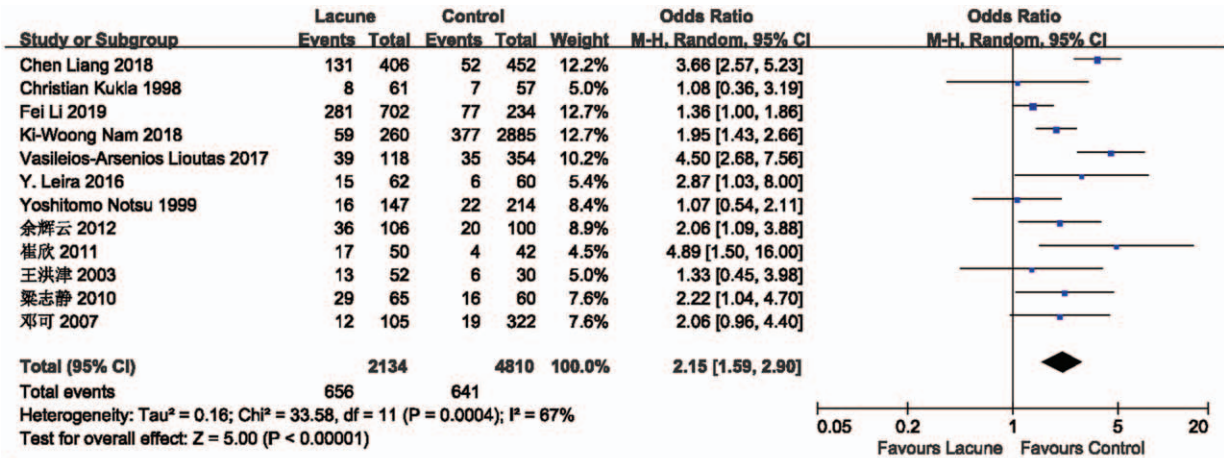 Lacune Control Odds Ratio Odds Ratio
Study or Subgroup Events Total Events Total Weight M-H, Random, 95% CI M-H, Random, 95% CI
Chen Liang 2018 131 406 52 452 12.2% 3.66 [2.57, 5.23]
Christian Kukla 1998 8 61 7 57 5.0% 1.08 [0.36, 3.19]
Fei Li 2019 281 702 77 234 12.7% 1.36 [1.00, 1.86]
Ki-Woong Nam 2018 59 260 377 2885 12.7% 1.95 [1.43, 2.66]
Vasileios-Arsenios Lioutas 2017 39 118 35 354 10.2% 4.50 [2.68, 7.56]
Y. Leira 2016 15 62 6 60 5.4% 2.87 [1.03, 8.00]
Yoshitomo Notsu 1999 16 147 22 214 8.4% 1.07 [0.54, 2.11]
余辉云 2012 36 106 20 100 8.9% 2.06 [1.09, 3.88]
崔欣 2011 17 50 4 42 4.5% 4.89 [1.50, 16.00]
王洪津 2003 13 52 6 30 5.0% 1.33 [0.45, 3.98]
梁志静 2010 29 65 16 60 7.6% 2.22 [1.04, 4.70]
邓可 2007 12 105 19 322 7.6% 2.06 [0.96, 4.40]
Total (95% CI) 2134 4810 100.0% 2.15 [1.59, 2.90]
Total events 656 641
Heterogeneity: Tau² = 0.16; Chi² = 33.58, df = 11 (P = 0.0004); I² = 67%
Test for overall effect: Z = 5.00 (P < 0.00001)
0.05 0.2 1 5 20
Favours Lacune Favours Control